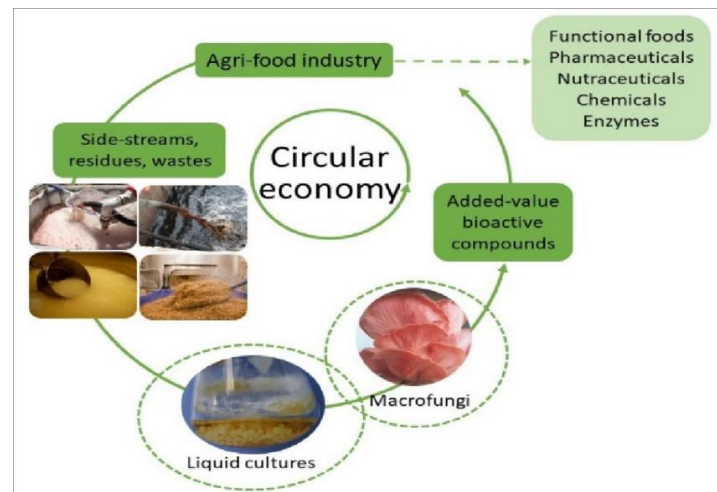 Agri-food industry
Functional foods
Pharmaceuticals
Nutraceuticals
Chemicals
Enzymes
Side-streams,
residues, wastes
Circular
economy
Added-value
bioactive
compounds
Macrofungi
Liquid cultures